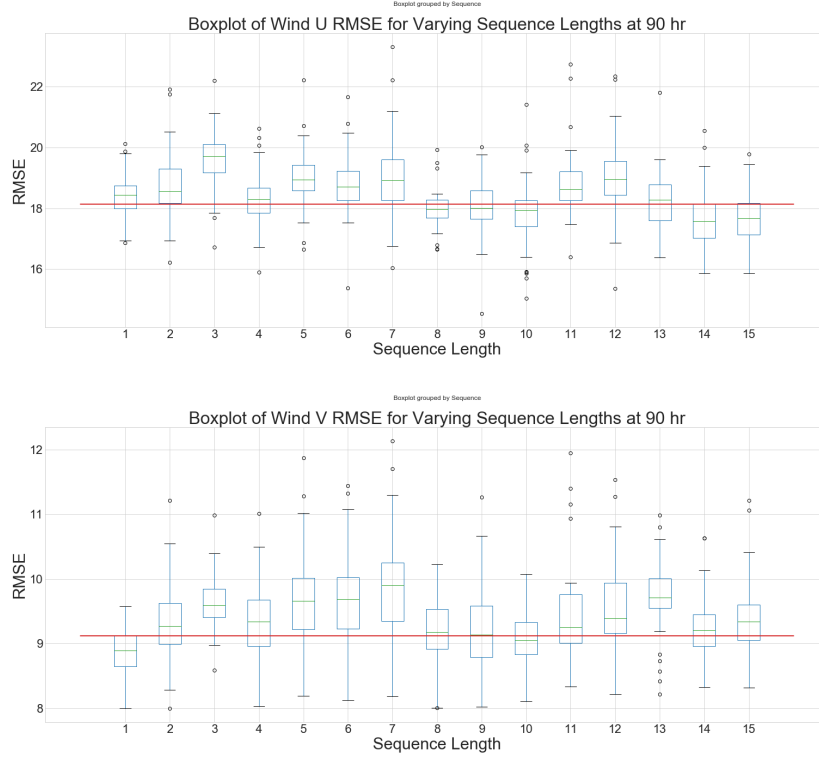 Boxplot grouped by Sequence
Boxplot of Wind U RMSE for Varying Sequence Lengths at 90 hr
22
20
18
16
RMSE
1 2 3 4 5 6 7 8 9 10 11 12 13 14 15
Sequence Length
Boxplot grouped by Sequence
Boxplot of Wind V RMSE for Varying Sequence Lengths at 90 hr
12
11
10
9
8
RMSE
1 2 3 4 5 6 7 8 9 10 11 12 13 14 15
Sequence Length